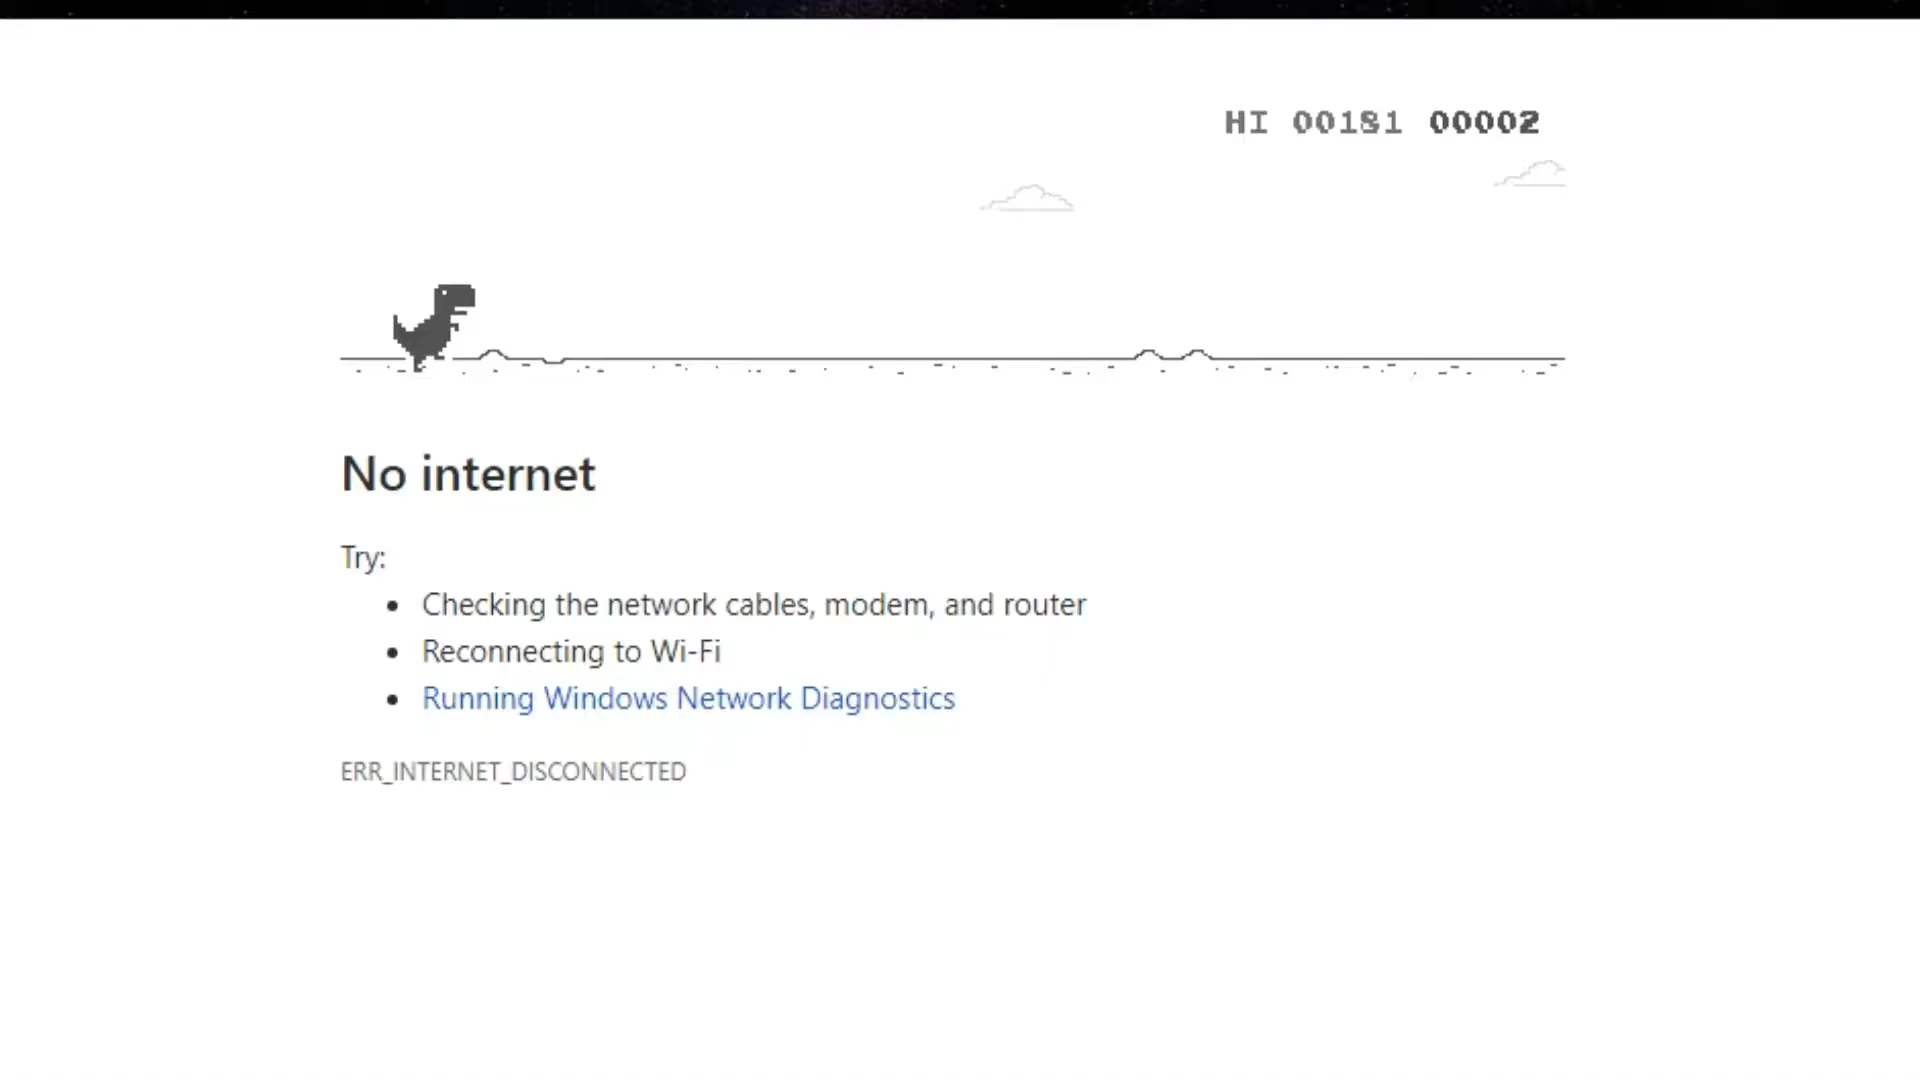 HI 00181 00002
No internet
Try:
Checking the network cables, modem, and router
Reconnecting to Wi-Fi
Running Windows Network Diagnostics
ERR_INTERNET_DISCONNECTED